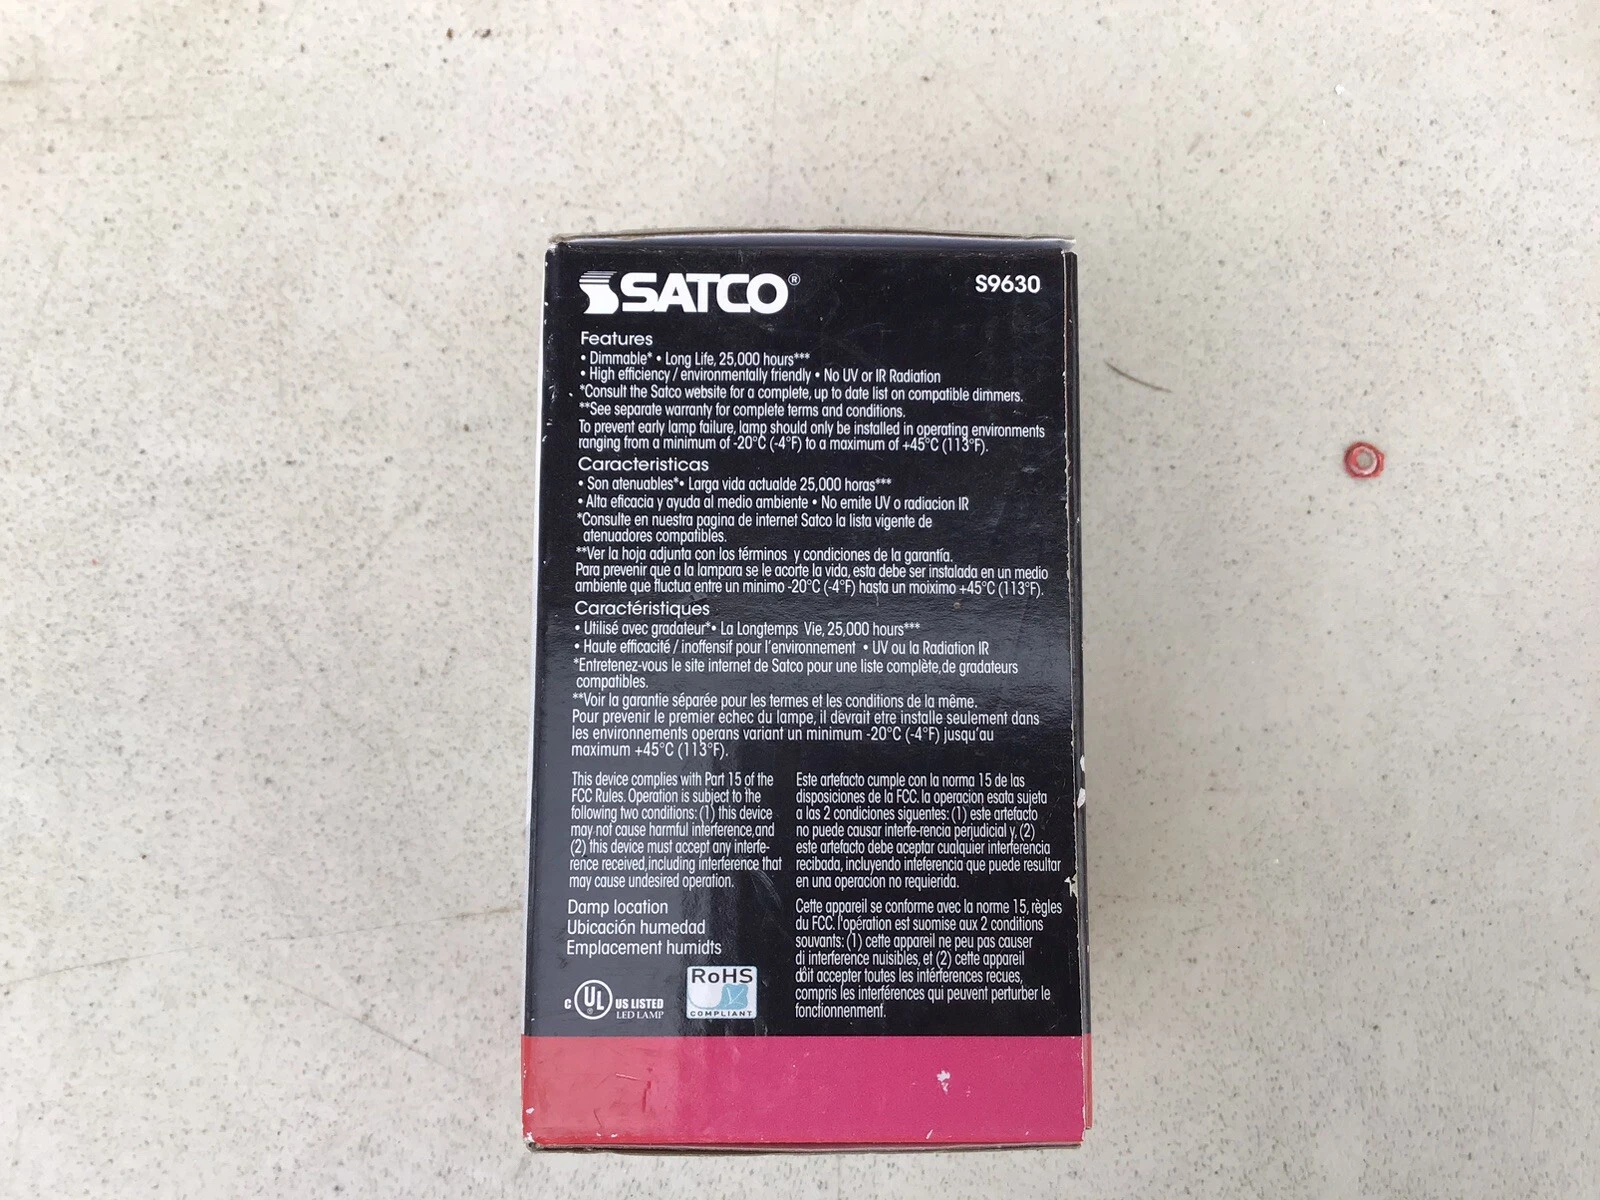 SATCO®
S9630
Features
• Dimmable* • Long Life, 25,000 hours***
• High efficiency / environmentally friendly • No UV or IR Radiation
*Consult the Satco website for a complete, up to date list on compatible dimmers.
**See separate warranty for complete terms and conditions.
To prevent early lamp failure, lamp should only be installed in operating environments
ranging from a minimum of -20°C (-4°F) to a maximum of +45°C (113°F).
Caracteristicas
• Son atenuables* • Larga vida actualde 25,000 horas***
• Alta eficacia y ayuda al medio ambiente • No emite UV o radiacion IR
*Consulte en nuestra pagina de internet Satco la lista vigente de
atenuadores compatibles.
**Ver la hoja adjunta con los términos y condiciones de la garantía.
Para prevenir que a la lampara se le acorte la vida, esta debe ser instalada en un medio
ambiente que fluctua entre un minimo -20°C (-4°F) hasta un moiximo +45°C (113°F).
Caractéristiques
• Utilisé avec gradateur* • La Longtemps Vie, 25,000 hours***
• Haute efficacité / inoffensif pour l'environnement • UV ou la Radiation IR
*Entretenez-vous le site internet de Satco pour une liste complète, de gradateurs
compatibles.
**Voir la garantie séparée pour les termes et les conditions de la même.
Pour prevenir le premier echec du lampe, il devrait etre installe seulement dans
les environnements operans variant un minimum -20°C (-4°F) jusqu'au
maximum +45°C (113°F).
This device complies with Part 15 of the
FCC Rules. Operation is subject to the
following two conditions: (1) this device
may not cause harmful interference, and
(2) this device must accept any interfe-
rence received, including interference that
may cause undesired operation.
Este artefacto cumple con la norma 15 de las
disposiciones de la FCC. la operacion esata sujeta
a las 2 condiciones siguentes: (1) este artefacto
no puede causar interfe-rencia perjudicial y, (2)
este artefacto debe aceptar cualquier interferencia
recibada, incluyendo inteferencia que puede resultar
en una operacion no requierida.
Damp location
Ubicación humedad
Emplacement humidts
Cette appareil se conforme avec la norme 15, règles
du FCC. l'opération est suomise aux 2 conditions
souvants: (1) cette appareil ne peu pas causer
di interference nuisibles, et (2) cette appareil
dôit accepter toutes les intérferences recues,
compris les interférences qui peuvent perturber le
fonctionnenment.
C UL US LISTED
LED LAMP
RoHS
COMPLIANT